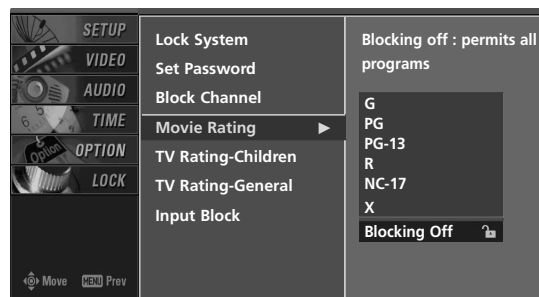 SETUP
VIDEO
AUDIO
TIME
OPTION
LOCK
Move MENU Prev
Lock System
Set Password
Block Channel
Movie Rating
TV Rating-Children
TV Rating-General
Input Block
Blocking off : permits all
programs
G
PG
PG-13
R
NC-17
X
Blocking Off